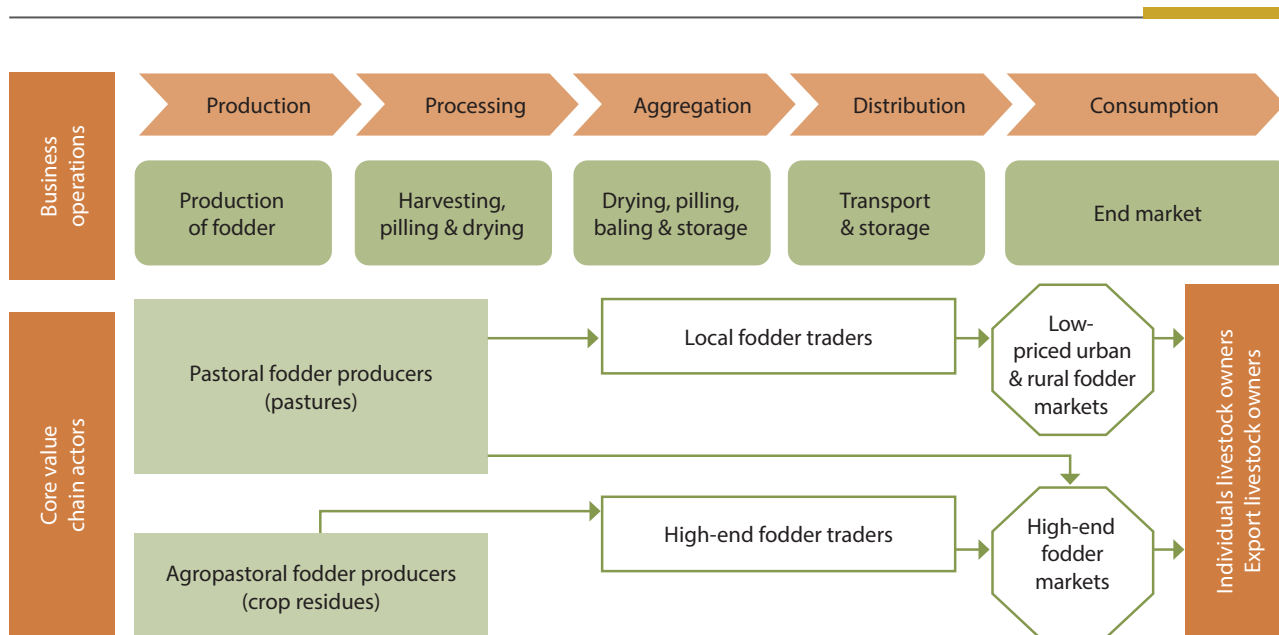 Business
operations
Production
Processing
Aggregation
Distribution
Consumption
Production
of fodder
Harvesting,
pilling & drying
Drying, pilling,
baling & storage
Transport
& storage
End market
Core value
chain actors
Pastoral fodder producers
(pastures)
Local fodder traders
Low-
priced urban
& rural fodder
markets
Agropastoral fodder producers
(crop residues)
High-end fodder traders
High-end
fodder
markets
Individuals livestock owners
Export livestock owners